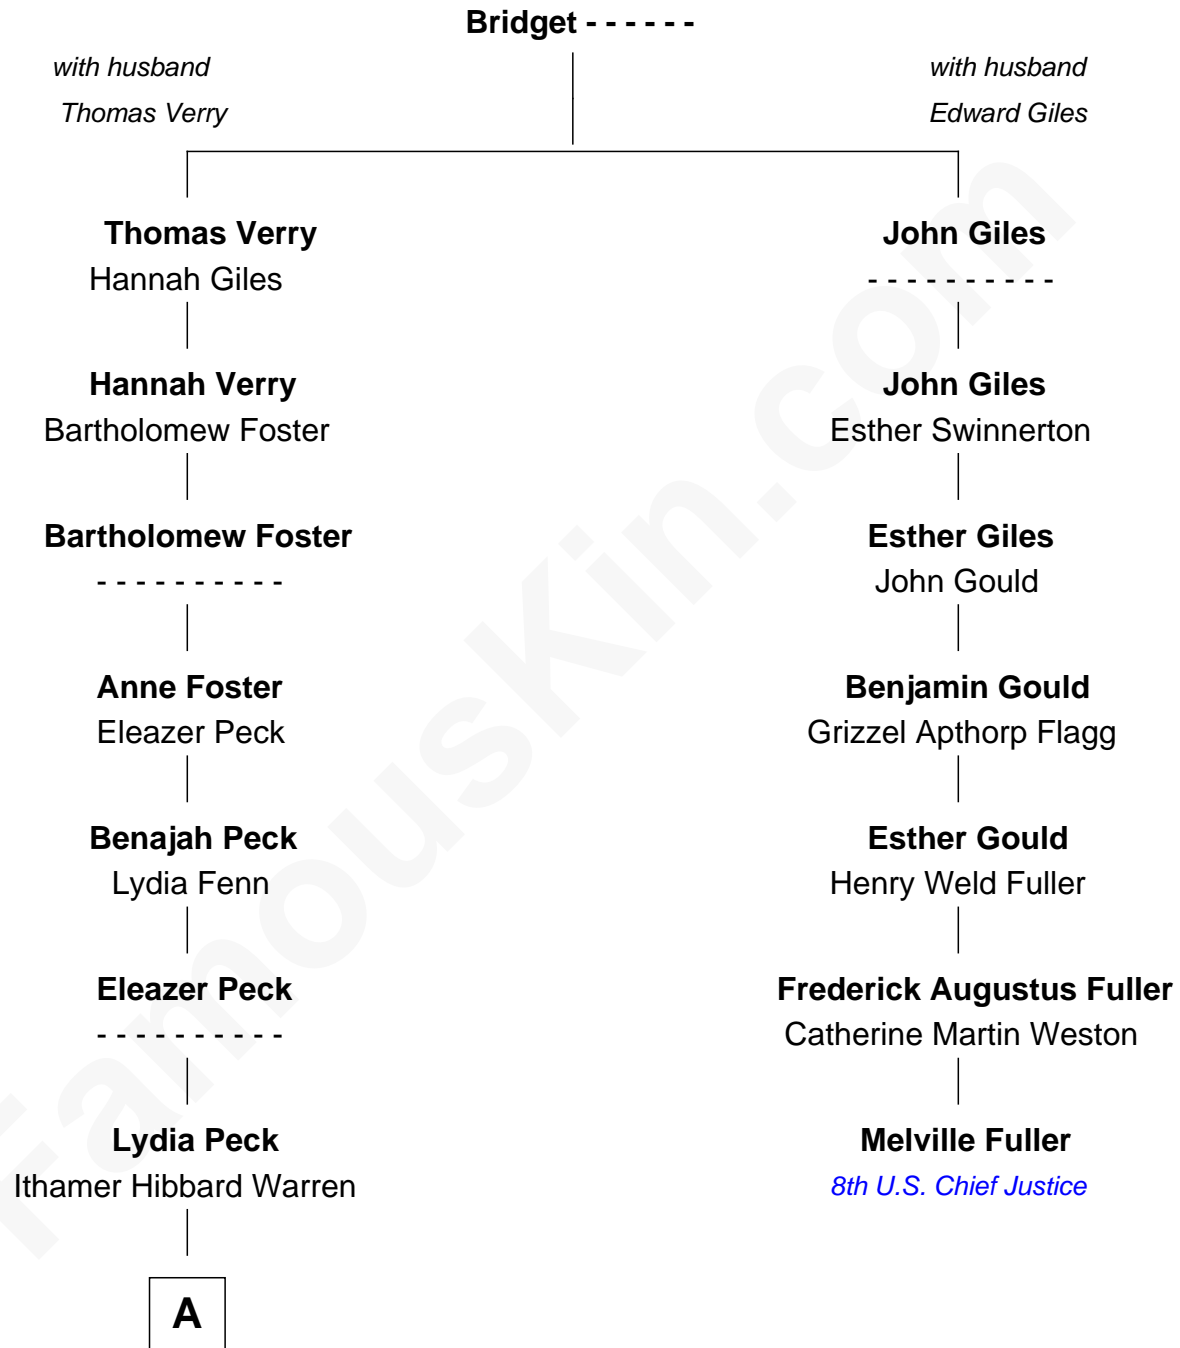 Bridget - - - - - -
with husband
Thomas Verry
with husband
Edward Giles
Thomas Verry
Hannah Giles
John Giles
- - - - - - - - - -
Hannah Verry
Bartholomew Foster
John Giles
Esther Swinnerton
Bartholomew Foster
- - - - - - - - - -
Esther Giles
John Gould
Anne Foster
Eleazer Peck
Benjamin Gould
Grizzel Apthorp Flagg
Benajah Peck
Lydia Fenn
Esther Gould
Henry Weld Fuller
Eleazer Peck
- - - - - - - - - -
Frederick Augustus Fuller
Catherine Martin Weston
Lydia Peck
Ithamer Hibbard Warren
Melville Fuller
8th U.S. Chief Justice
A
FamousKin.com